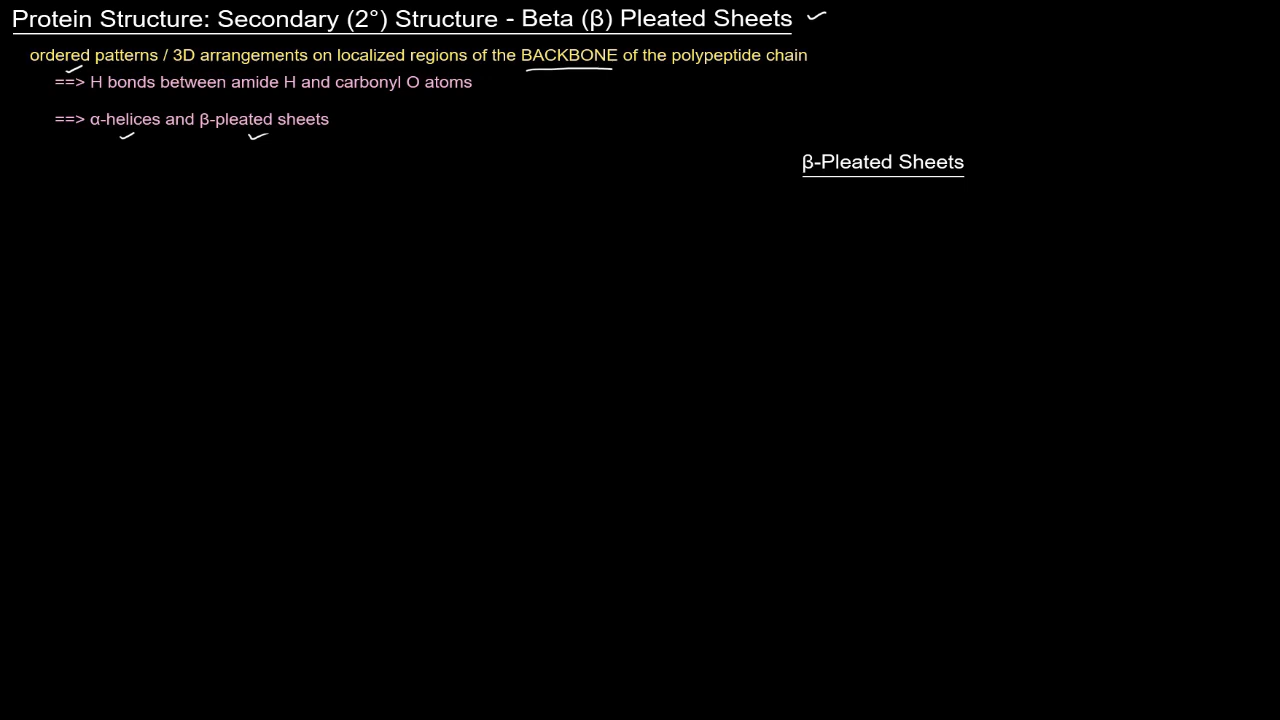 Protein Structure: Secondary (2°) Structure - Beta (β) Pleated Sheets
ordered patterns / 3D arrangements on localized regions of the BACKBONE of the polypeptide chain
==> H bonds between amide H and carbonyl O atoms
==> α-helices and β-pleated sheets
β-Pleated Sheets